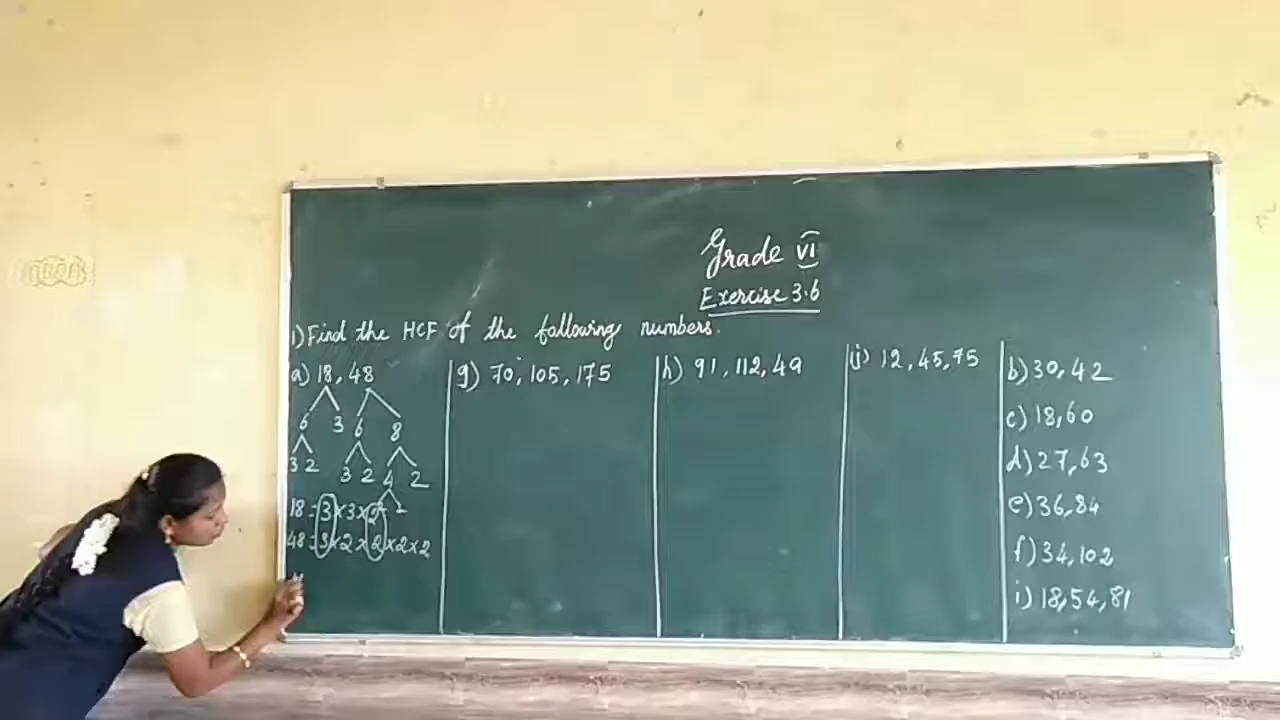 Grade VI
Exercise 3.6
1) Find the HCF of the following numbers.
a) 18, 48
6 3 6 8
3 2 3 2 4 2
2 2
18 = 3 × 3 × 2
48 = 3 × 2 × 2 × 2 × 2
g) 70, 105, 175
h) 91, 112, 49
j) 12, 45, 75
b) 30, 42
c) 18, 60
d) 27, 63
e) 36, 84
f) 34, 102
i) 18, 54, 81